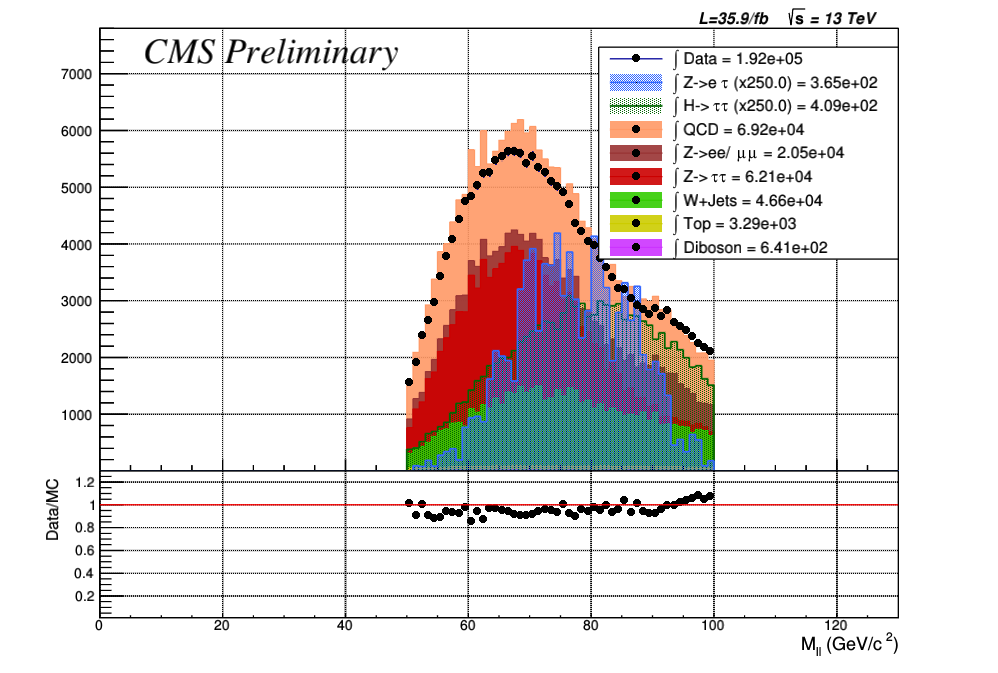 L=35.9/fb √s = 13 TeV
CMS Preliminary
∫ Data = 1.92e+05
∫ Z->e τ (x250.0) = 3.65e+02
∫ H-> ττ (x250.0) = 4.09e+02
∫ QCD = 6.92e+04
∫ Z->ee/ μμ = 2.05e+04
∫ Z-> ττ = 6.21e+04
∫ W+Jets = 4.66e+04
∫ Top = 3.29e+03
∫ Diboson = 6.41e+02
7000
6000
5000
4000
3000
2000
1000
Data/MC
1.2
1
0.8
0.6
0.4
0.2
0 20 40 60 80 100 120
M_ll (GeV/c ²)